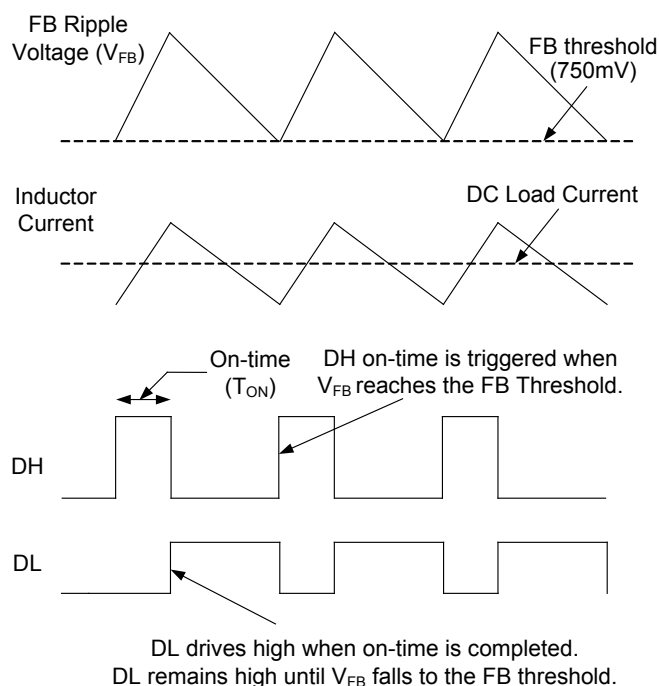 FB Ripple
Voltage (VFB)
FB threshold
(750mV)
Inductor
Current
DC Load Current
On-time
(TON)
DH on-time is triggered when
VFB reaches the FB Threshold.
DH
DL
DL drives high when on-time is completed.
DL remains high until VFB falls to the FB threshold.